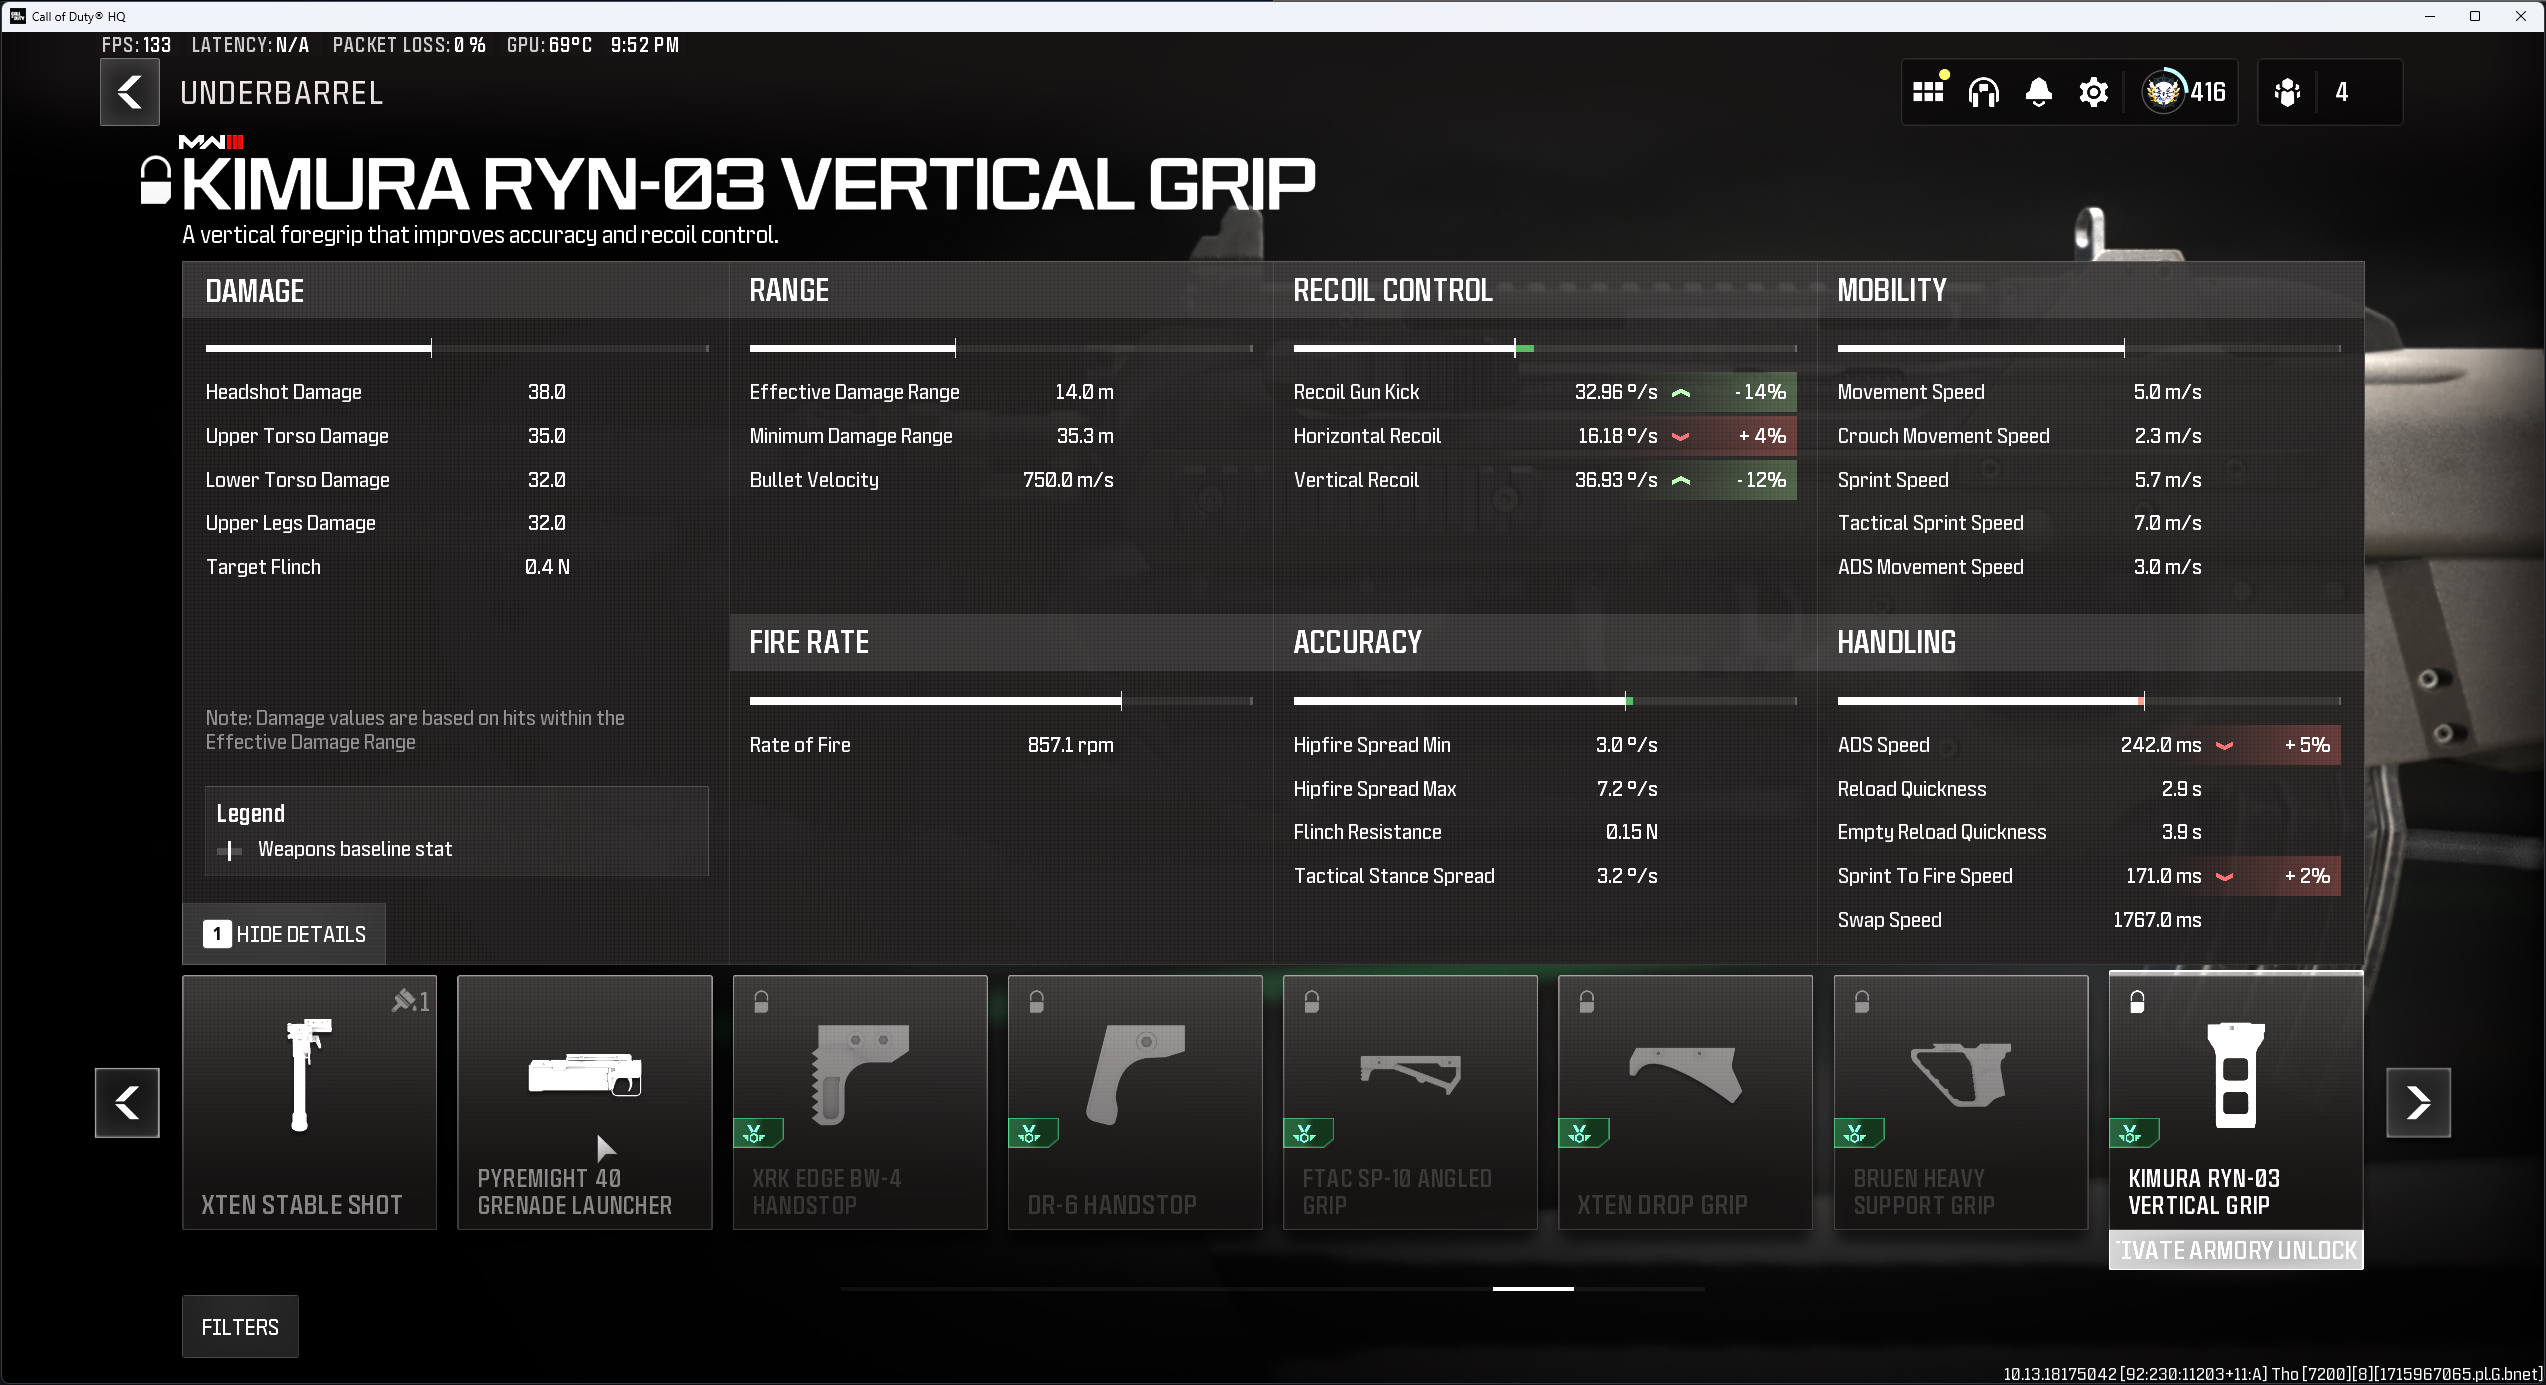 Call of Duty® HQ
FPS: 133 LATENCY: N/A PACKET LOSS: 0 % GPU: 69°C 9:52 PM
UNDERBARREL
416
4
MWIII
KIMURA RYN-03 VERTICAL GRIP
A vertical foregrip that improves accuracy and recoil control.
DAMAGE
Headshot Damage 38.0
Upper Torso Damage 35.0
Lower Torso Damage 32.0
Upper Legs Damage 32.0
Target Flinch 0.4 N
Note: Damage values are based on hits within the
Effective Damage Range
Legend
Weapons baseline stat
1 HIDE DETAILS
RANGE
Effective Damage Range 14.0 m
Minimum Damage Range 35.3 m
Bullet Velocity 750.0 m/s
FIRE RATE
Rate of Fire 857.1 rpm
RECOIL CONTROL
Recoil Gun Kick 32.96 º/s - 14%
Horizontal Recoil 16.18 º/s + 4%
Vertical Recoil 36.93 º/s - 12%
ACCURACY
Hipfire Spread Min 3.0 º/s
Hipfire Spread Max 7.2 º/s
Flinch Resistance 0.15 N
Tactical Stance Spread 3.2 º/s
MOBILITY
Movement Speed 5.0 m/s
Crouch Movement Speed 2.3 m/s
Sprint Speed 5.7 m/s
Tactical Sprint Speed 7.0 m/s
ADS Movement Speed 3.0 m/s
HANDLING
ADS Speed 242.0 ms + 5%
Reload Quickness 2.9 s
Empty Reload Quickness 3.9 s
Sprint To Fire Speed 171.0 ms + 2%
Swap Speed 1767.0 ms
1
XTEN STABLE SHOT
PYREMIGHT 40
GRENADE LAUNCHER
XRK EDGE BW-4
HANDSTOP
DR-6 HANDSTOP
FTAC SP-10 ANGLED
GRIP
XTEN DROP GRIP
BRUEN HEAVY
SUPPORT GRIP
KIMURA RYN-03
VERTICAL GRIP
TIVATE ARMORY UNLOCK
FILTERS
10.13.18175042 [92:230:11203+11:A] Tho [7200][8][1715967065.pl.G.bnet]